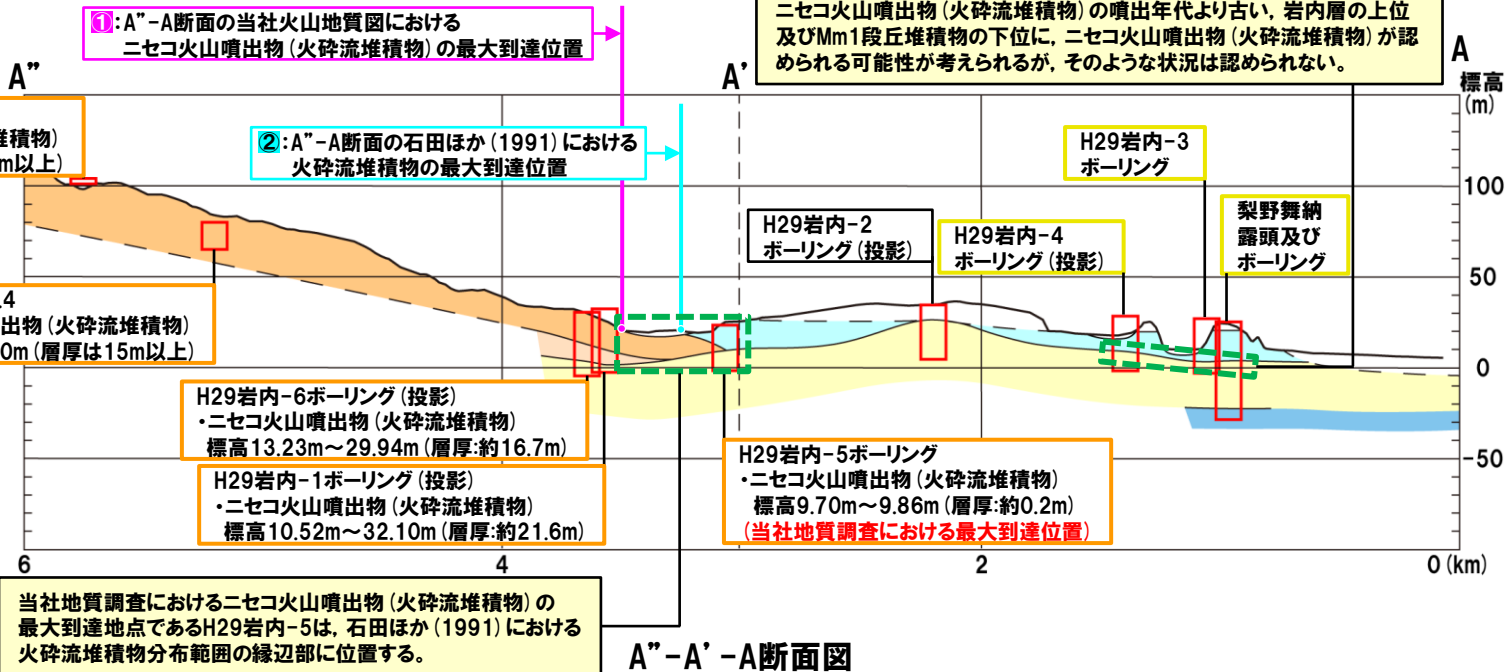 ①:A”-A断面の当社火山地質図における
ニセコ火山噴出物(火砕流堆積物)の最大到達位置
ニセコ火山噴出物(火砕流堆積物)の噴出年代より古い,岩内層の上位
及びMm1段丘堆積物の下位に,ニセコ火山噴出物(火砕流堆積物)が認
められる可能性が考えられるが,そのような状況は認められない。
A”
A’
A
標高
(m)
堆積物)
m以上)
②:A”-A断面の石田ほか(1991)における
火砕流堆積物の最大到達位置
H29岩内-3
ボーリング
100
H29岩内-2
ボーリング(投影)
H29岩内-4
ボーリング(投影)
梨野舞納
露頭及び
ボーリング
50
4
出物(火砕流堆積物)
0m(層厚は15m以上)
0
H29岩内-6ボーリング(投影)
・ニセコ火山噴出物(火砕流堆積物)
標高13.23m~29.94m(層厚:約16.7m)
H29岩内-1ボーリング(投影)
・ニセコ火山噴出物(火砕流堆積物)
標高10.52m~32.10m(層厚:約21.6m)
H29岩内-5ボーリング
・ニセコ火山噴出物(火砕流堆積物)
標高9.70m~9.86m(層厚:約0.2m)
(当社地質調査における最大到達位置)
-50
6
4
2
0(km)
当社地質調査におけるニセコ火山噴出物(火砕流堆積物)の
最大到達地点であるH29岩内-5は,石田ほか(1991)における
火砕流堆積物分布範囲の縁辺部に位置する。
A”-A’-A断面図